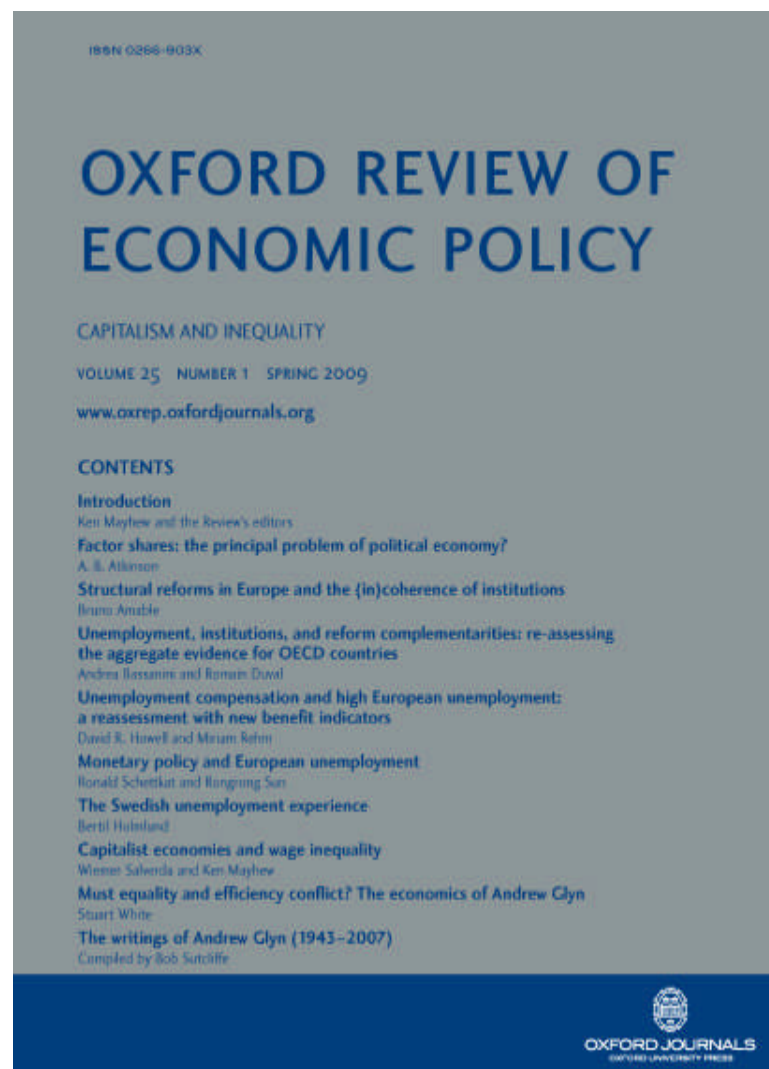 ISSN 0266-903X
OXFORD REVIEW OF
ECONOMIC POLICY
CAPITALISM AND INEQUALITY
VOLUME 25 NUMBER 1 SPRING 2009
www.oxrep.oxfordjournals.org
CONTENTS
Introduction
Ken Mayhew and the Review's editors
Factor shares: the principal problem of political economy?
A. B. Atkinson
Structural reforms in Europe and the (in)coherence of institutions
Bruno Amable
Unemployment, institutions, and reform complementarities: re-assessing
the aggregate evidence for OECD countries
Andrea Bassanini and Romain Duval
Unemployment compensation and high European unemployment:
a reassessment with new benefit indicators
David R. Howell and Miriam Rehm
Monetary policy and European unemployment
Ronald Schettkat and Rongrong Sun
The Swedish unemployment experience
Bertil Holmlund
Capitalist economies and wage inequality
Wiemer Salverda and Ken Mayhew
Must equality and efficiency conflict? The economics of Andrew Glyn
Stuart White
The writings of Andrew Glyn (1943–2007)
Compiled by Bob Sutcliffe
OXFORD JOURNALS
OXFORD UNIVERSITY PRESS